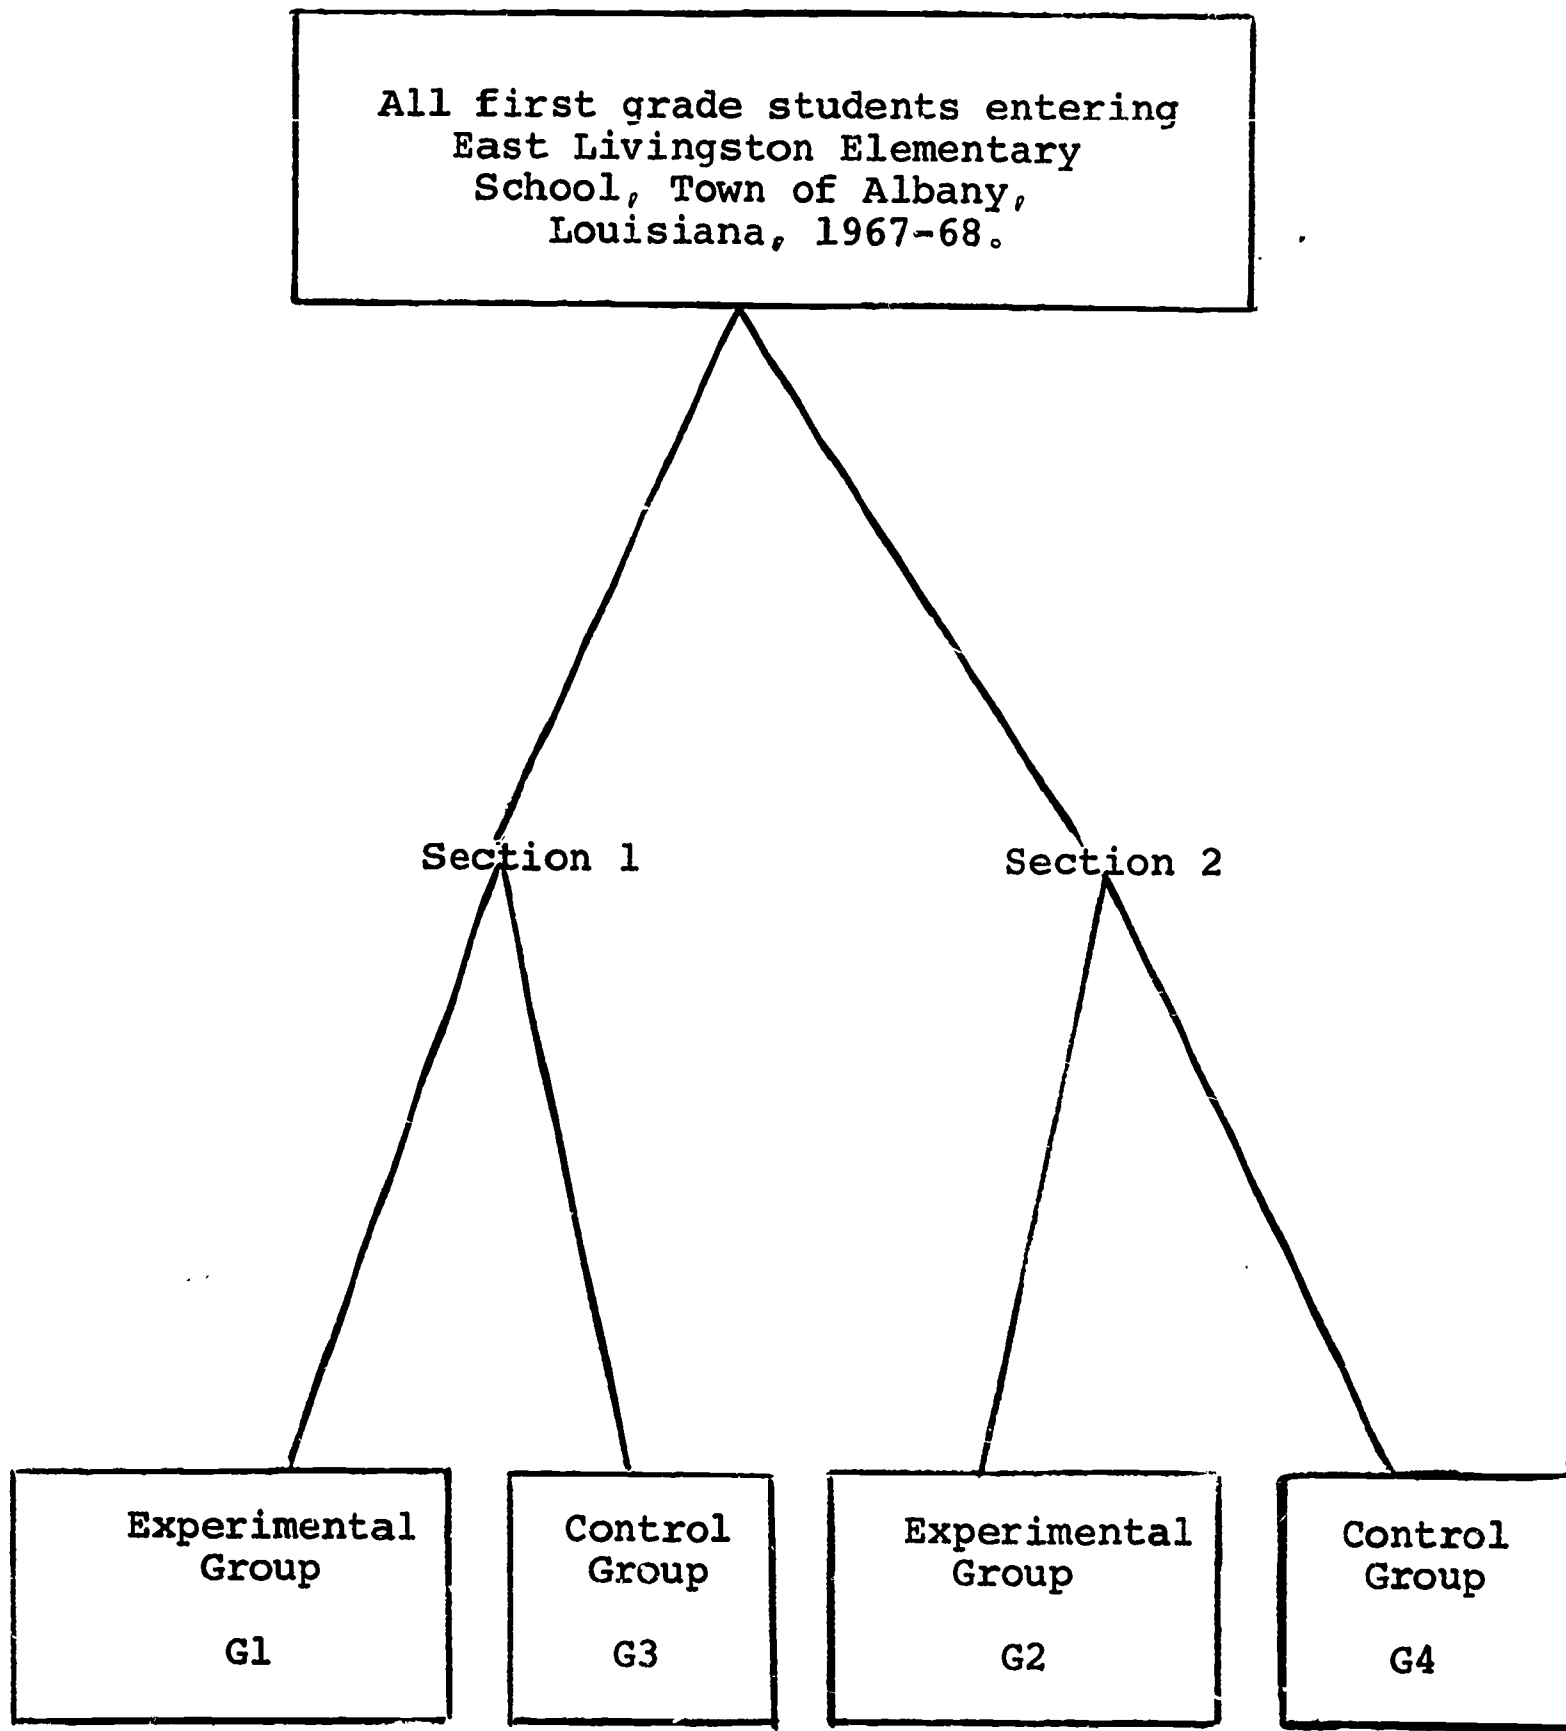 All first grade students entering
East Livingston Elementary
School, Town of Albany,
Louisiana, 1967-68.
Section 1
Section 2
Experimental
Group
G1
Control
Group
G3
Experimental
Group
G2
Control
Group
G4